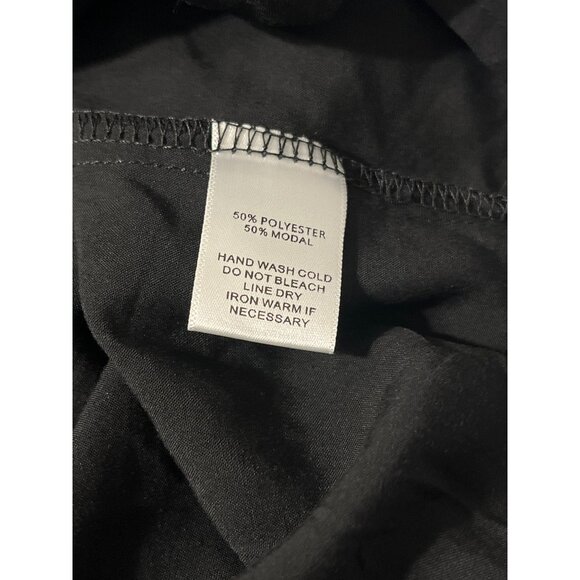 50% POLYESTER
50% MODAL
HAND WASH COLD
DO NOT BLEACH
LINE DRY
IRON WARM IF
NECESSARY